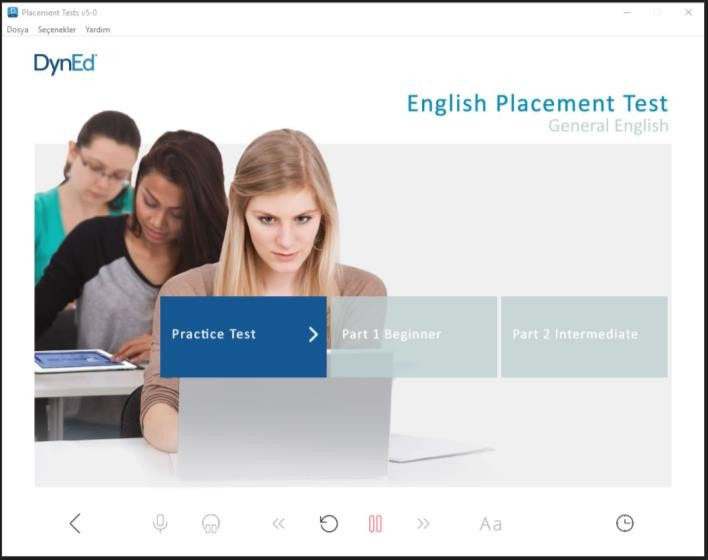 Placement Tests v5-0
Dosya Seçenekler Yardım
DynEd
English Placement Test
General English
Practice Test
Part 1 Beginner
Part 2 Intermediate
Aa